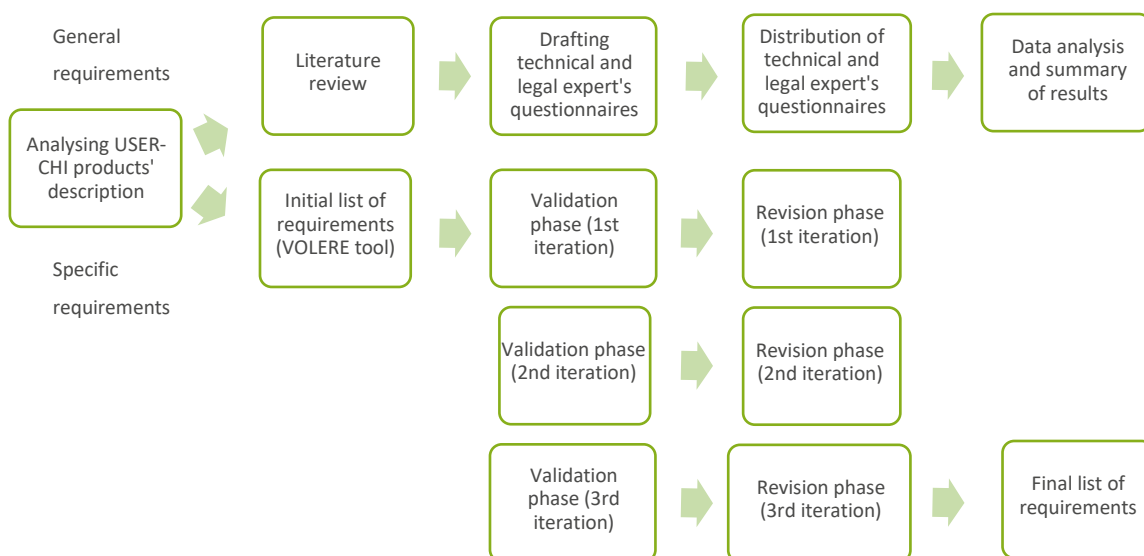 General
requirements
Analysing USER-
CHI products'
description
Specific
requirements
Literature
review
Drafting
technical and
legal expert's
questionnaires
Distribution of
technical and
legal expert's
questionnaires
Data analysis
and summary
of results
Initial list of
requirements
(VOLERE tool)
Validation
phase (1st
iteration)
Revision phase
(1st iteration)
Validation phase
(2nd iteration)
Revision phase
(2nd iteration)
Validation
phase (3rd
iteration)
Revision phase
(3rd iteration)
Final list of
requirements